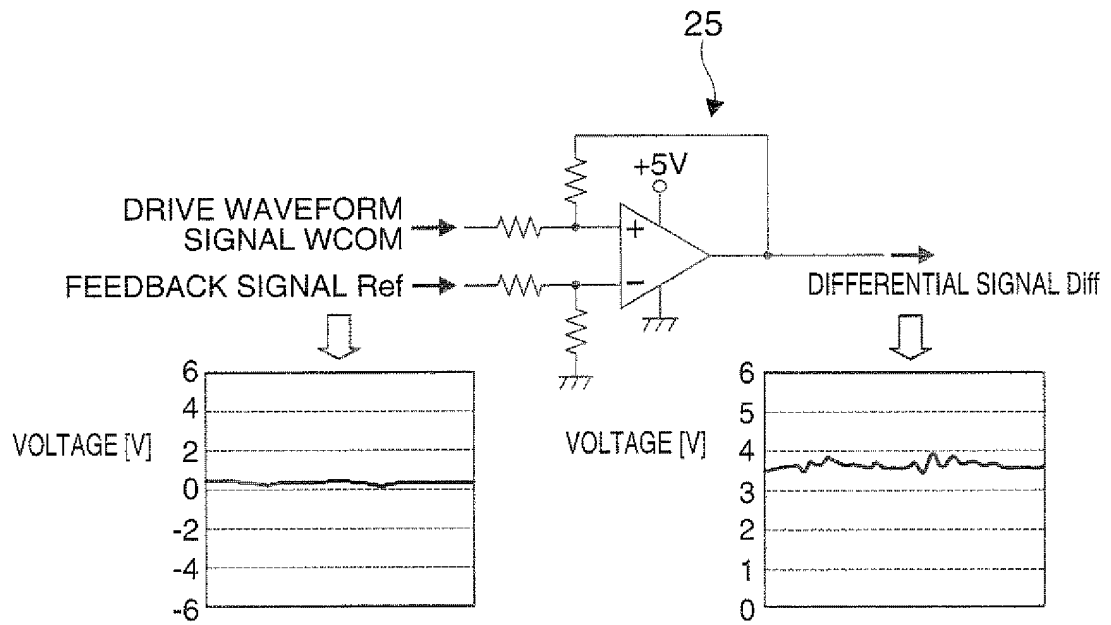 25
+5V
DRIVE WAVEFORM
SIGNAL WCOM
+
FEEDBACK SIGNAL Ref
−
DIFFERENTIAL SIGNAL Diff
VOLTAGE [V]
6
4
2
0
-2
-4
-6
VOLTAGE [V]
6
5
4
3
2
1
0